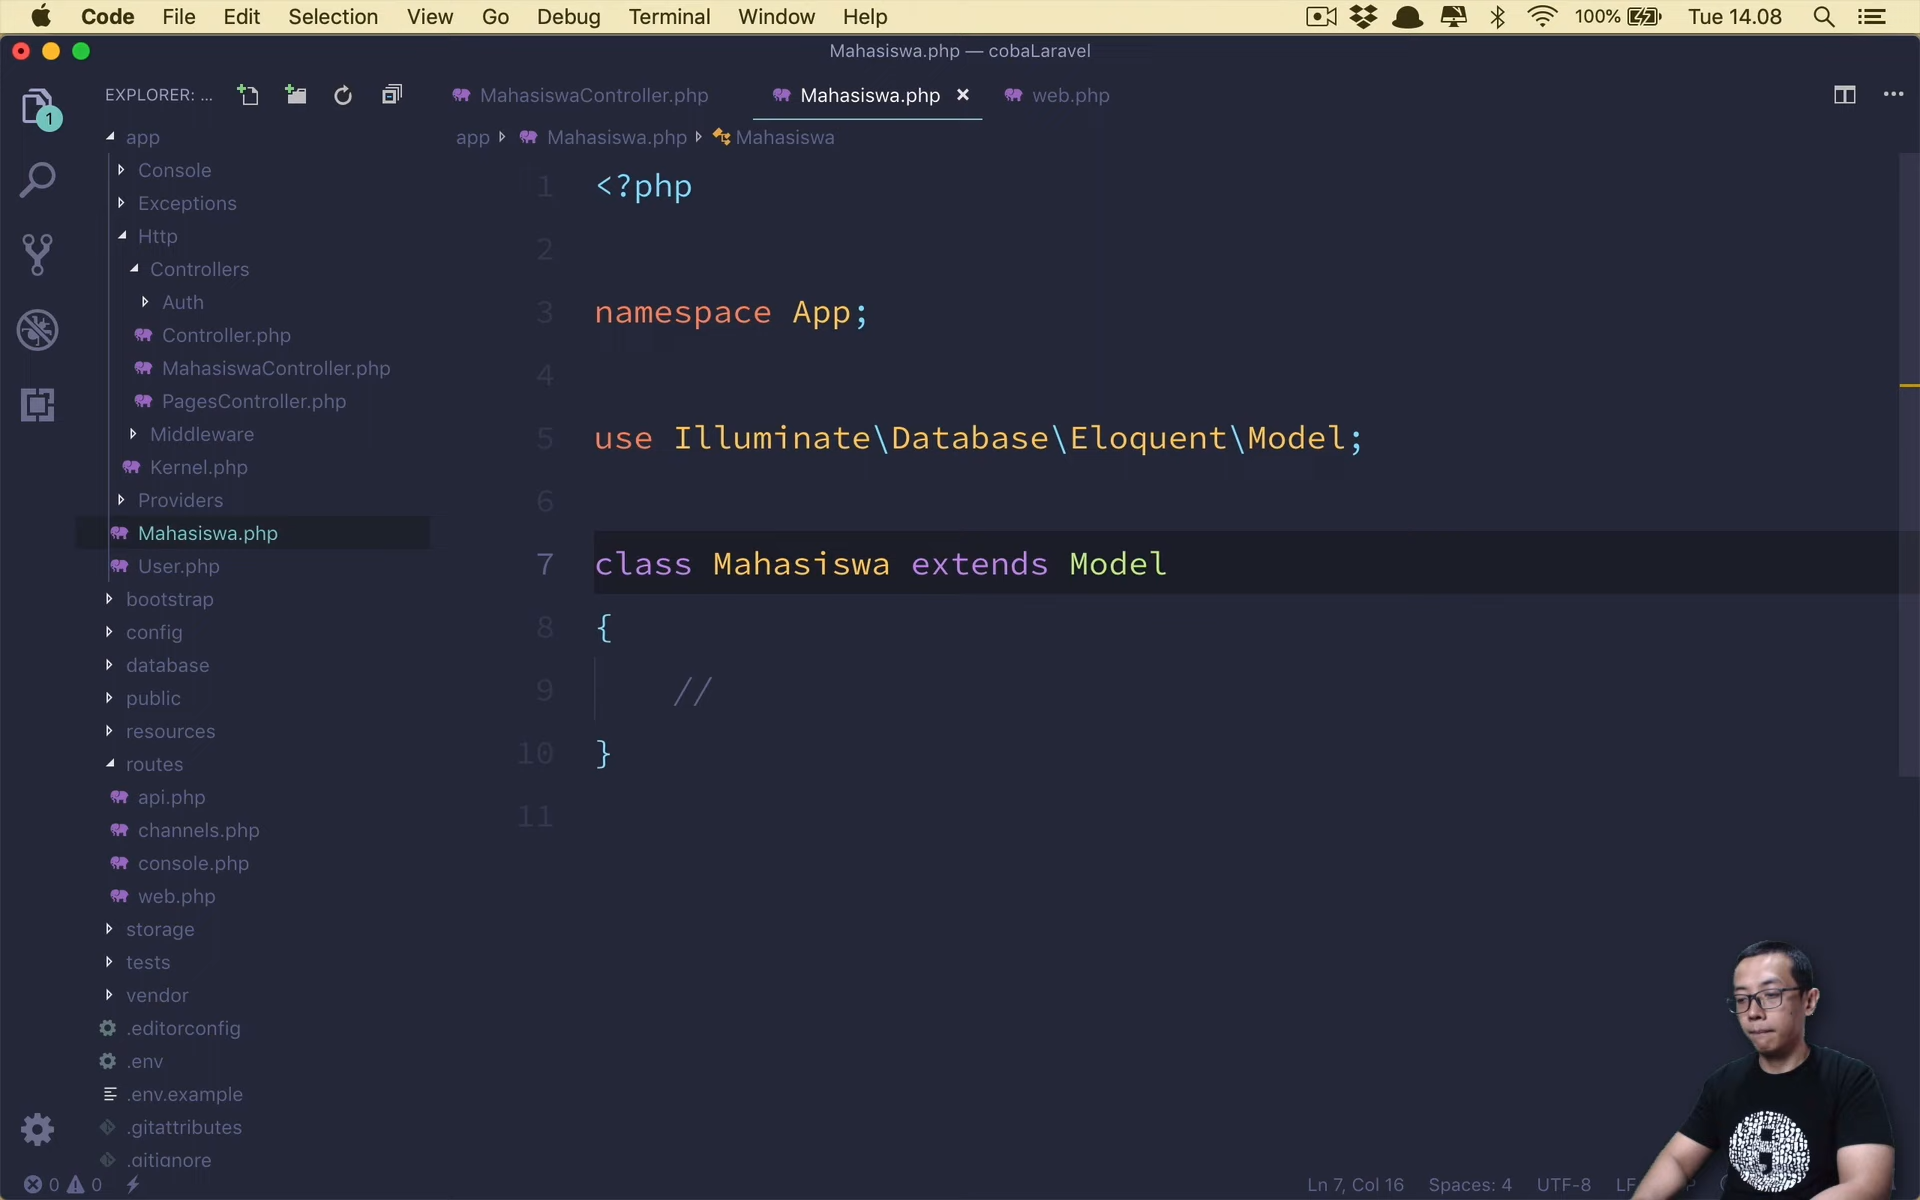 Code File Edit Selection View Go Debug Terminal Window Help 100% Tue 14.08
Mahasiswa.php — cobaLaravel
EXPLORER: ...
MahasiswaController.php Mahasiswa.php web.php
app Mahasiswa.php Mahasiswa
1
app
Console
Exceptions
Http
Controllers
Auth
Controller.php
MahasiswaController.php
PagesController.php
Middleware
Kernel.php
Providers
Mahasiswa.php
User.php
bootstrap
config
database
public
resources
routes
api.php
channels.php
console.php
web.php
storage
tests
vendor
.editorconfig
.env
.env.example
.gitattributes
.gitignore
1 <?php
2
3 namespace App;
4
5 use Illuminate\Database\Eloquent\Model;
6
7 class Mahasiswa extends Model
8 {
9 //
10 }
11
0 0 Ln 7, Col 16 Spaces: 4 UTF-8 LF